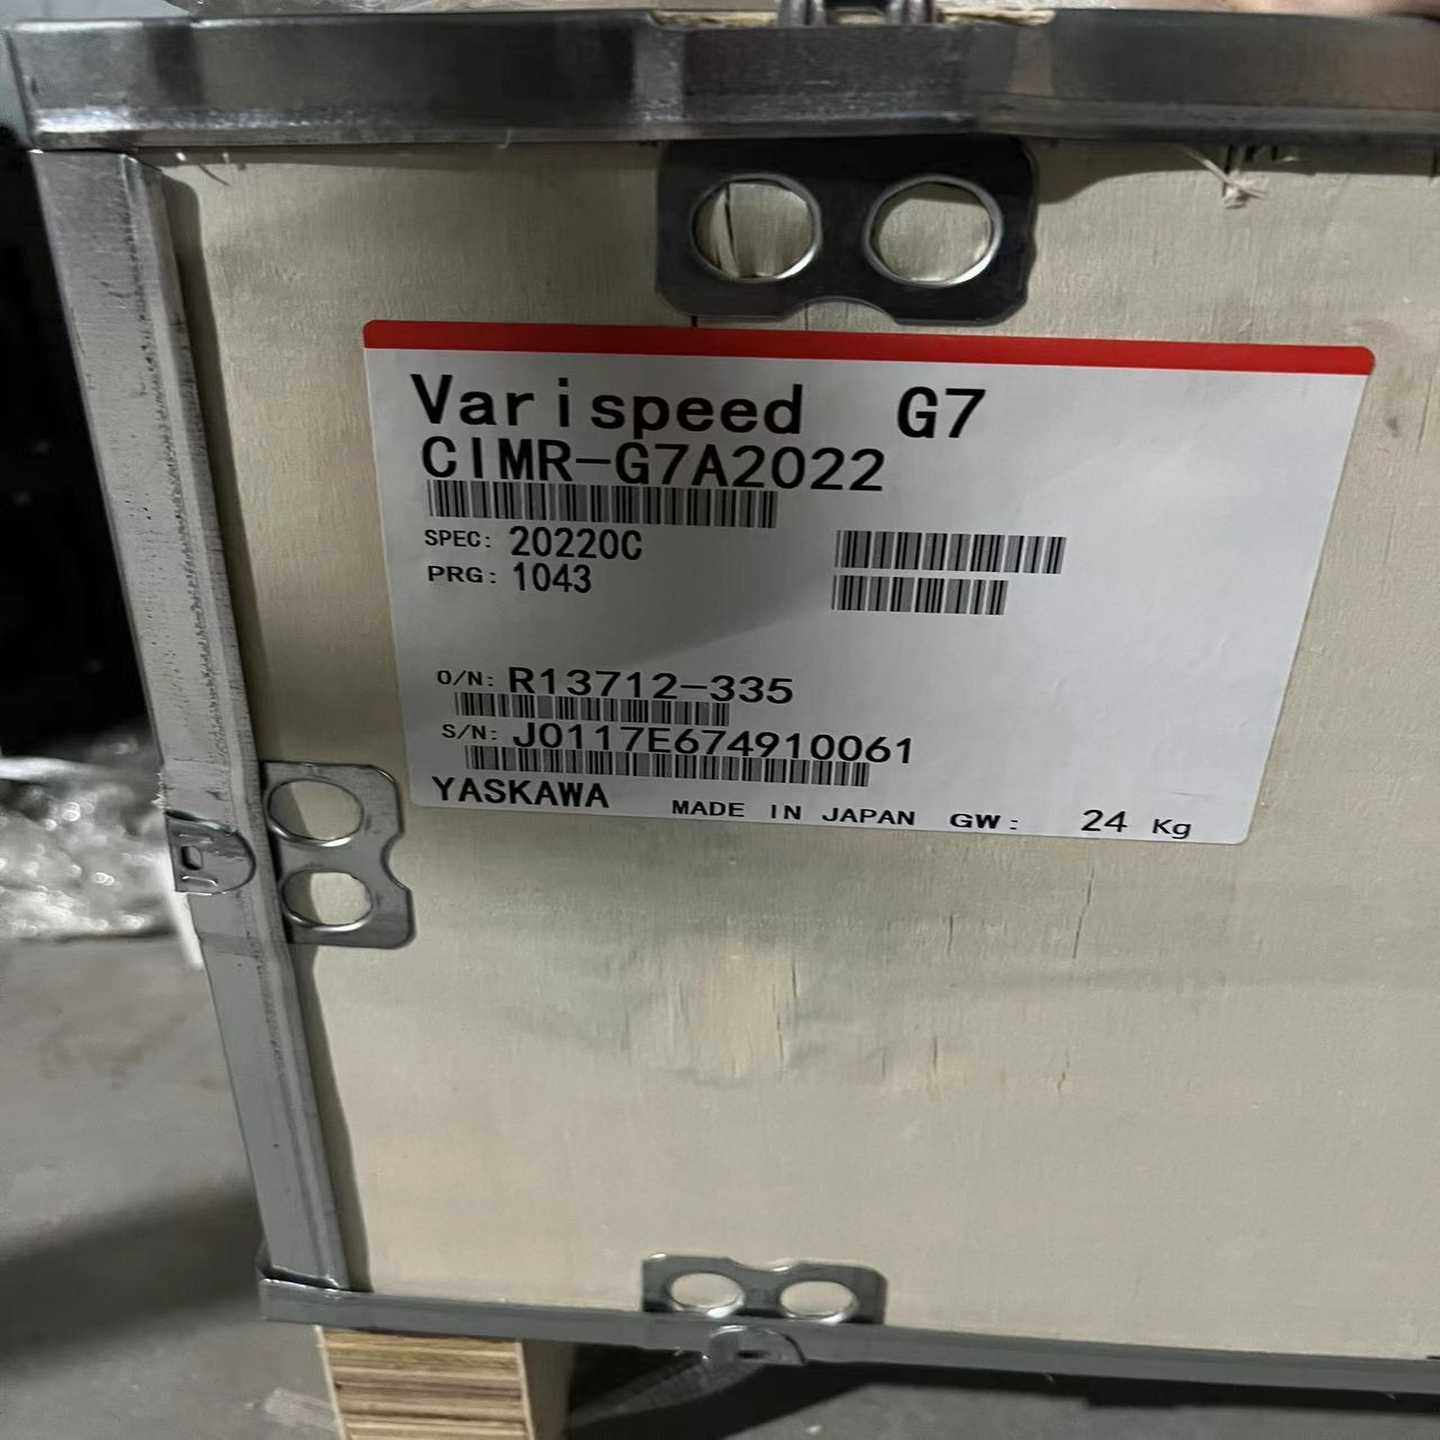 Varispeed G7
CIMR-G7A2022
SPEC: 20220C
PRG: 1043
O/N: R13712-335
S/N: J0117E674910061
YASKAWA MADE IN JAPAN GW: 24 Kg